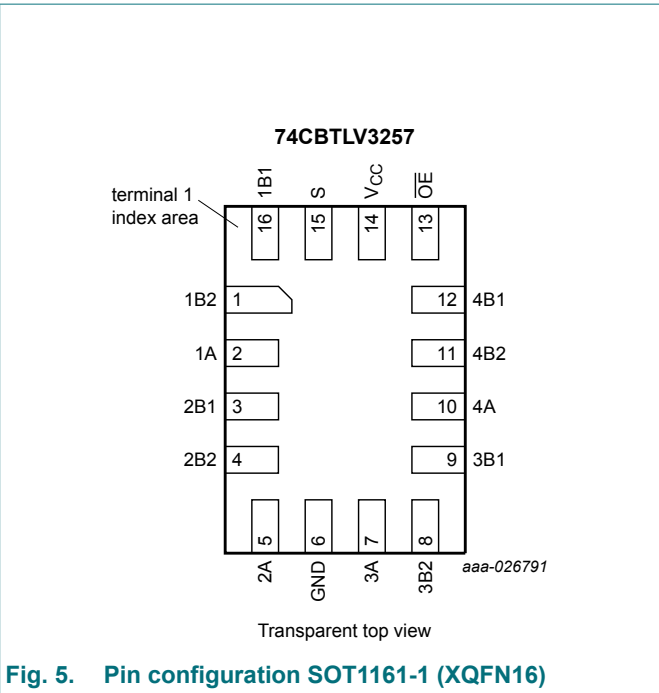 74CBTLV3257
terminal 1
index area
1B1 S VCC OE
16 15 14 13
1B2 1 12 4B1
1A 2 11 4B2
2B1 3 10 4A
2B2 4 9 3B1
5 6 7 8
2A GND 3A 3B2 aaa-026791
Transparent top view
Fig. 5. Pin configuration SOT1161-1 (XQFN16)